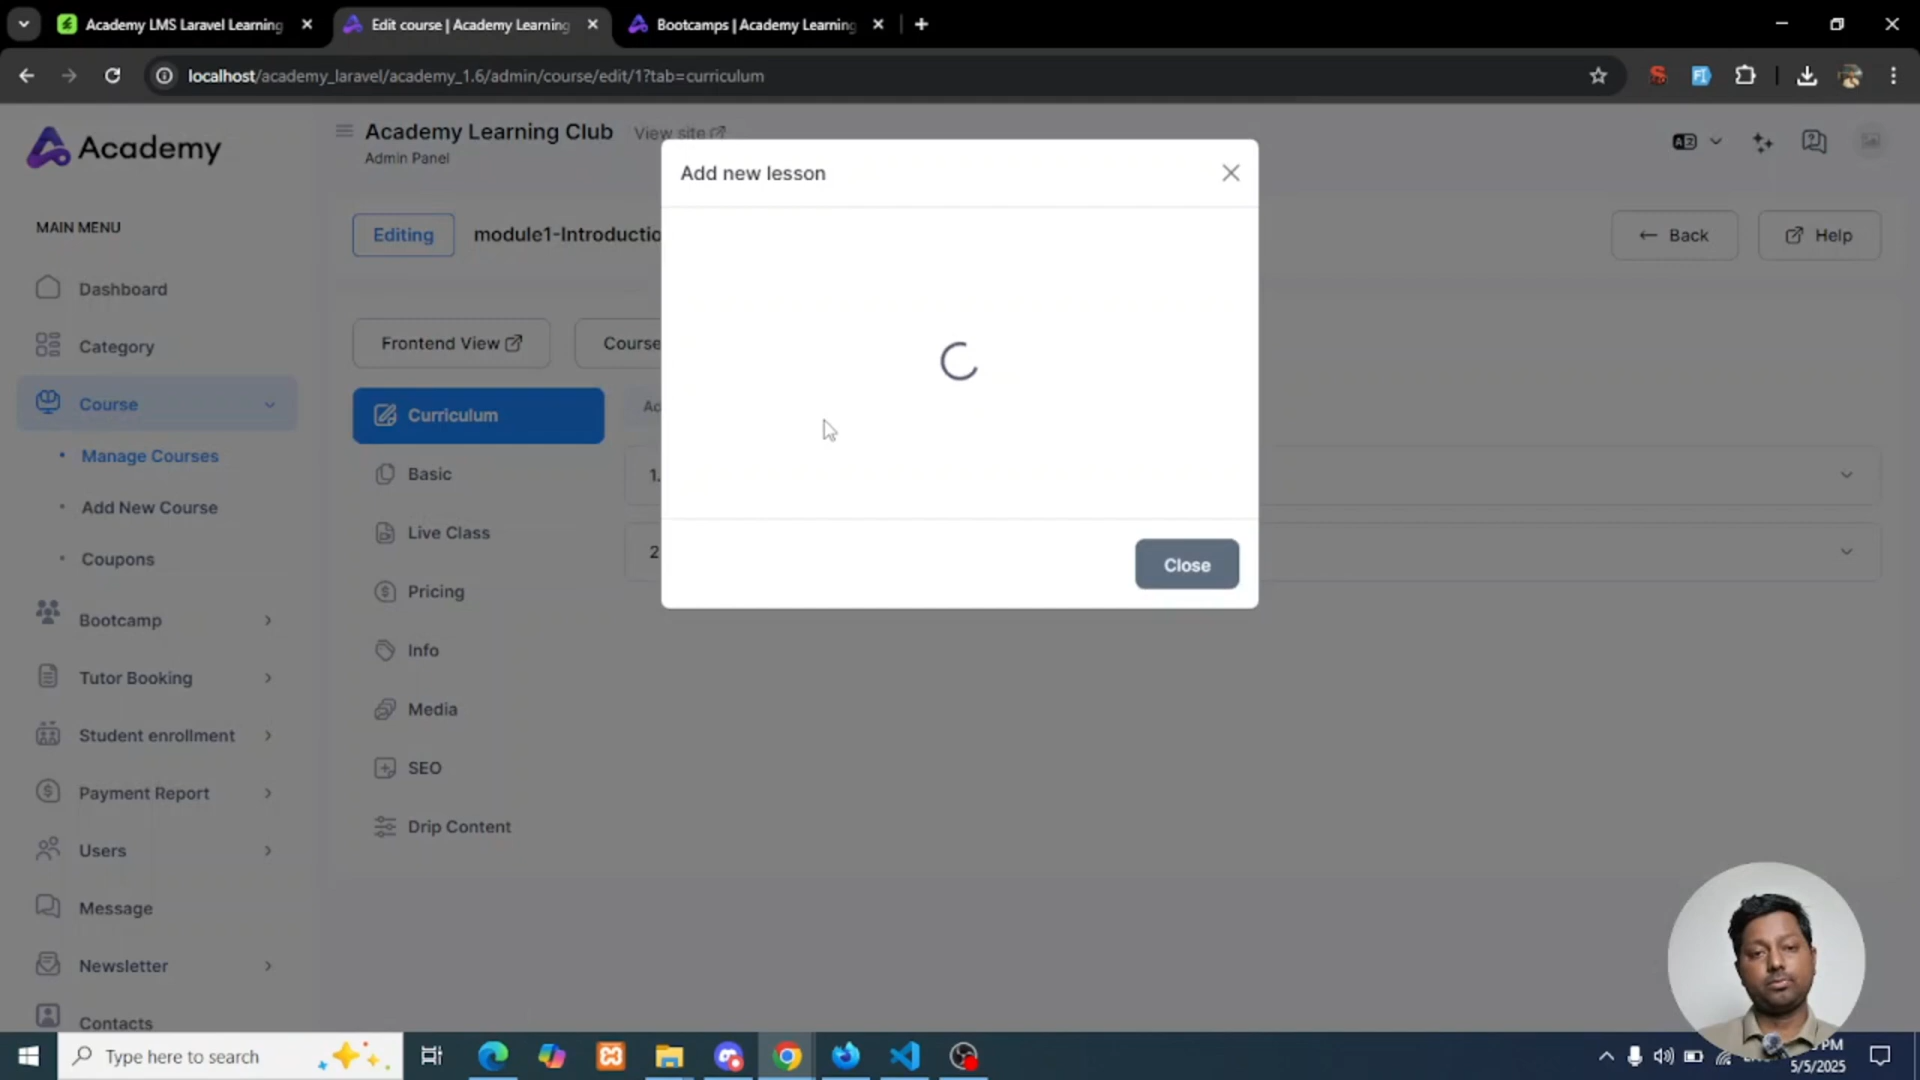 Academy LMS Laravel Learning
Edit course | Academy Learning
Bootcamps | Academy Learning
localhost/academy_laravel/academy_1.6/admin/course/edit/1?tab=curriculum
Academy
Academy Learning Club
View site
Admin Panel
MAIN MENU
Dashboard
Category
Course
Manage Courses
Add New Course
Coupons
Bootcamp
Tutor Booking
Student enrollment
Payment Report
Users
Message
Newsletter
Contacts
Editing
module1-Introductio
Back
Help
Frontend View
Course
Curriculum
Basic
Live Class
Pricing
Info
Media
SEO
Drip Content
1.
2
Add new lesson
Close
Type here to search
PM
5/5/2025